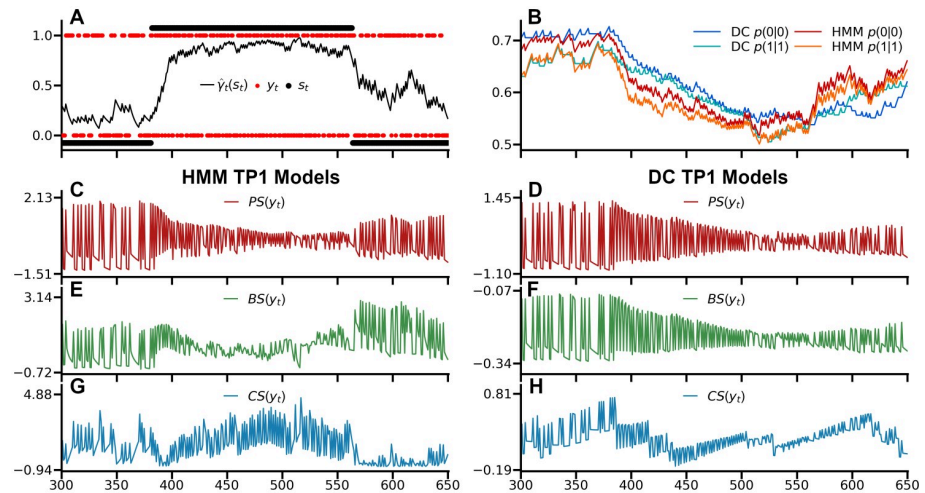 A
1.0
0.5
0.0
γ̂t(st) yt st
B
0.7
0.6
0.5
DC p(0|0) HMM p(0|0)
DC p(1|1) HMM p(1|1)
HMM TP1 Models
DC TP1 Models
C
2.13
−1.51
PS(yt)
D
1.45
−1.10
PS(yt)
E
3.14
−0.72
BS(yt)
F
−0.07
−0.34
BS(yt)
G
4.88
−0.94
CS(yt)
300 350 400 450 500 550 600 650
H
0.81
−0.19
CS(yt)
300 350 400 450 500 550 600 650